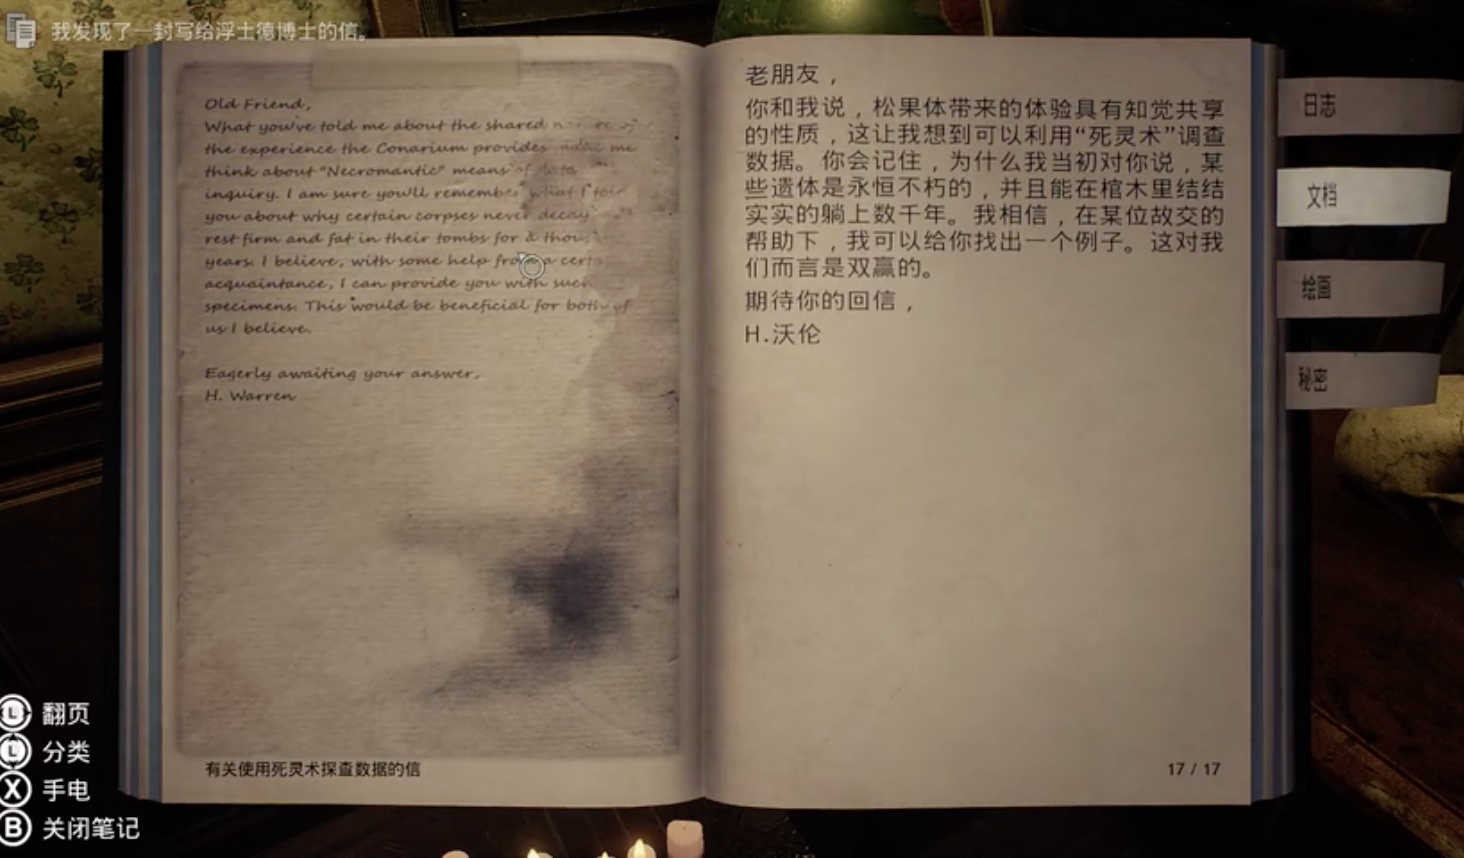 我发现了一封写给浮士德博士的信。
Old Friend,
What you've told me about the shared
the experience the Conarium provides me
think about "Necromantic" means of data
inquiry. I am sure you'll remember what I told
you about why certain corpses never decay
rest firm and fat in their tombs for a
years. I believe, with some help from a
acquaintance, I can provide you with such
specimens. This would be beneficial for both of
us I believe.
Eagerly awaiting your answer,
H. Warren
有关使用死灵术探查数据的信
老朋友，
你和我说，松果体带来的体验具有知觉共享
的性质，这让我想到可以利用“死灵术”调查
数据。你会记住，为什么我当初对你说，某
些遗体是永恒不朽的，并且能在棺木里结结
实实的躺上数千年。我相信，在某位故交的
帮助下，我可以给你找出一个例子。这对我
们而言是双赢的。
期待你的回信，
H.沃伦
17 / 17
日志
文档
绘画
秘密
L 翻页
L 分类
X 手电
B 关闭笔记